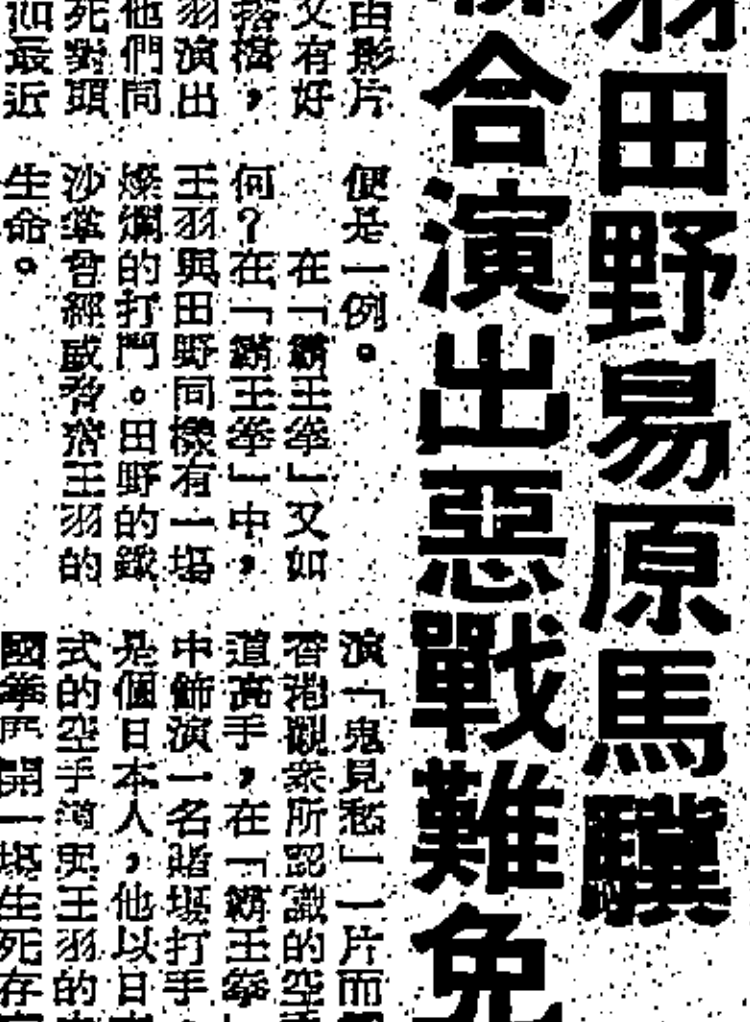 羽田野易原馬驥
合演出惡戰難免
由影片
又有好
搭檔，
羽演出
他們同
死對頭
如最近
便是一例。
在「霸王拳」又如
何？在「霸王拳」中，
王羽與田野同樣有一場
燦爛的打鬥。田野的鐵
沙掌曾經威脅着王羽的
生命。
演「鬼見愁」一片而
香港觀眾所認識的空
道高手，在「霸王拳
中飾演一名賭場打手
是個日本人，他以日
式的空手道與王羽的
國拳
開一場生死存